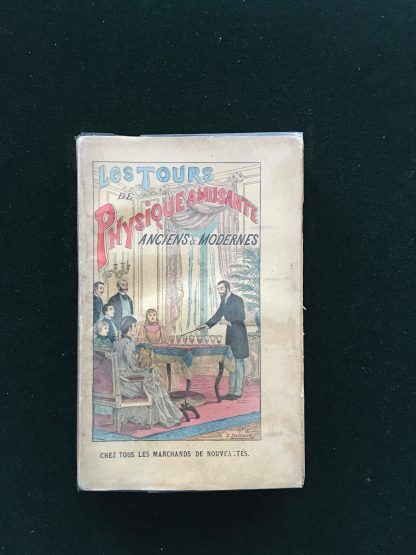 LES TOURS
DE
PHYSIQUE AMUSANTE
ANCIENS & MODERNES
CHEZ TOUS LES MARCHANDS DE NOUVEAUTÉS.